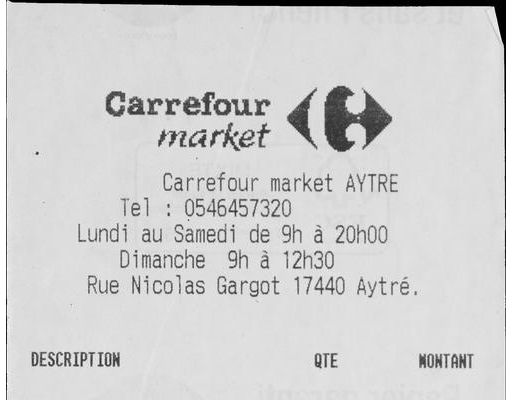 Carrefour
market
Carrefour market AYTRE
Tel : 0546457320
Lundi au Samedi de 9h à 20h00
Dimanche 9h à 12h30
Rue Nicolas Gargot 17440 Aytré.
DESCRIPTION QTE MONTANT